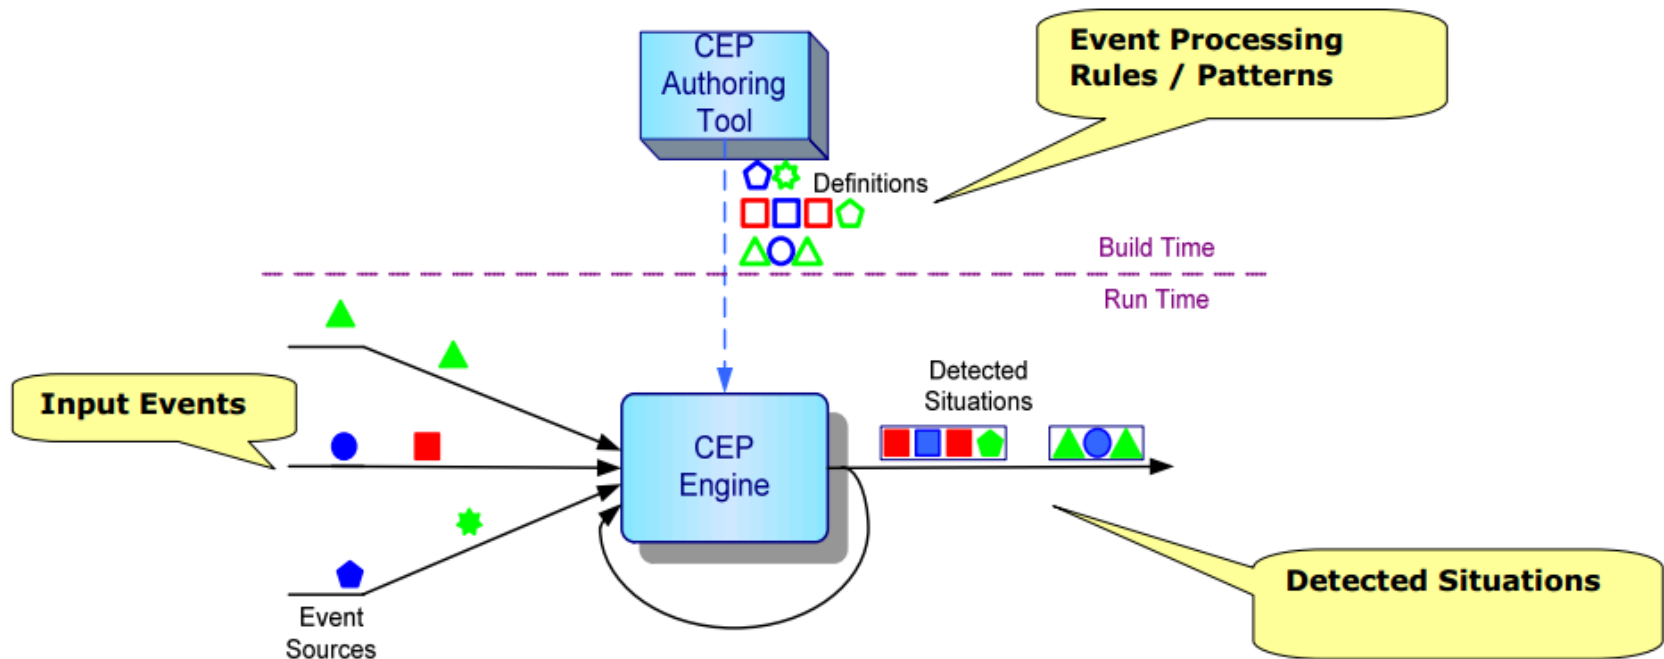 CEP
Authoring
Tool
Event Processing
Rules / Patterns
Definitions
Build Time
Run Time
Input Events
CEP
Engine
Detected
Situations
Detected Situations
Event
Sources